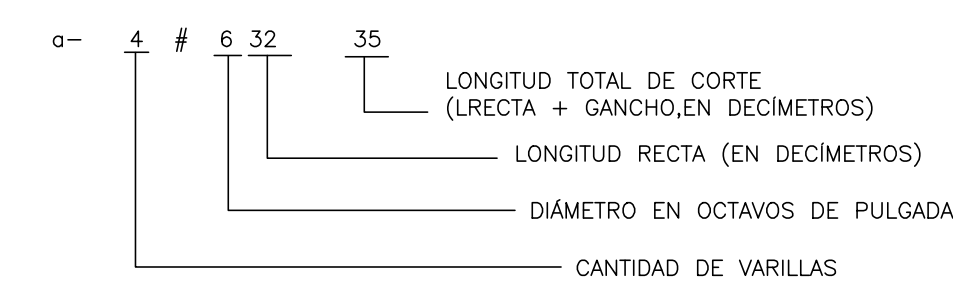 a- 4 # 6 32 35
LONGITUD TOTAL DE CORTE
(LRECTA + GANCHO,EN DECÍMETROS)
LONGITUD RECTA (EN DECÍMETROS)
DIÁMETRO EN OCTAVOS DE PULGADA
CANTIDAD DE VARILLAS